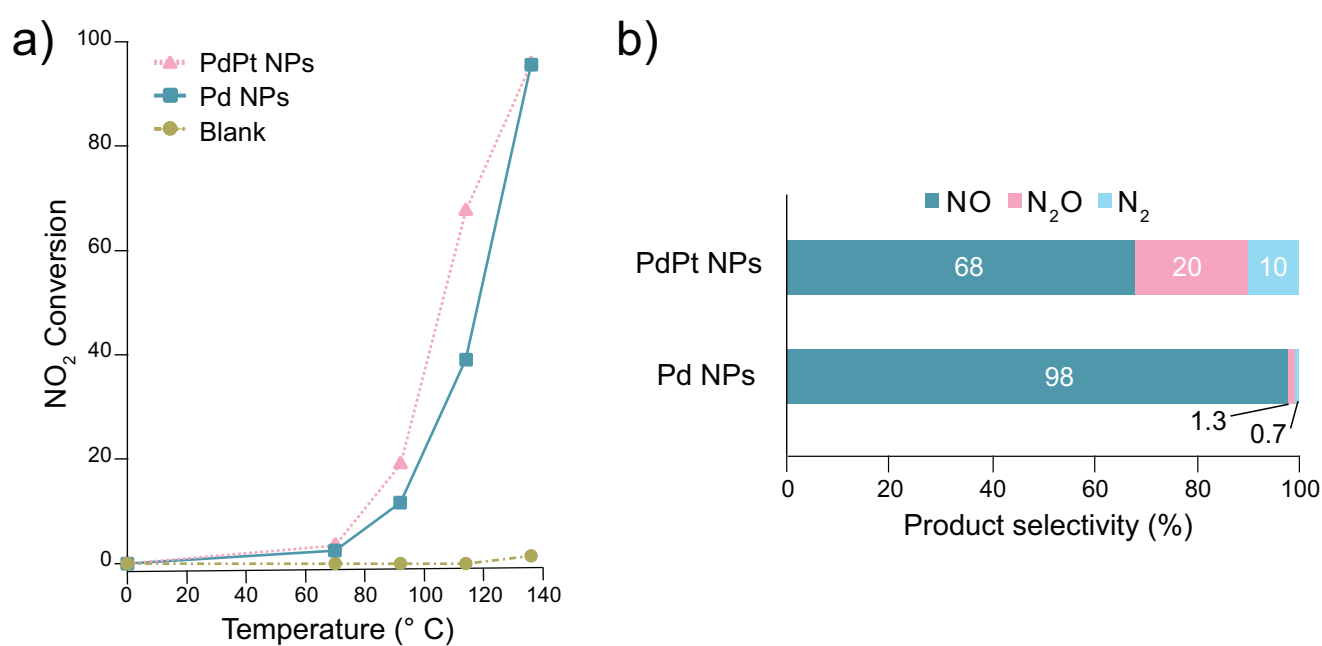 a)
PdPt NPs
Pd NPs
Blank
NO2 Conversion
100
80
60
40
20
0
0 20 40 60 80 100 120 140
Temperature (° C)
b)
NO N2O N2
PdPt NPs 68 20 10
Pd NPs 98
1.3 0.7
0 20 40 60 80 100
Product selectivity (%)